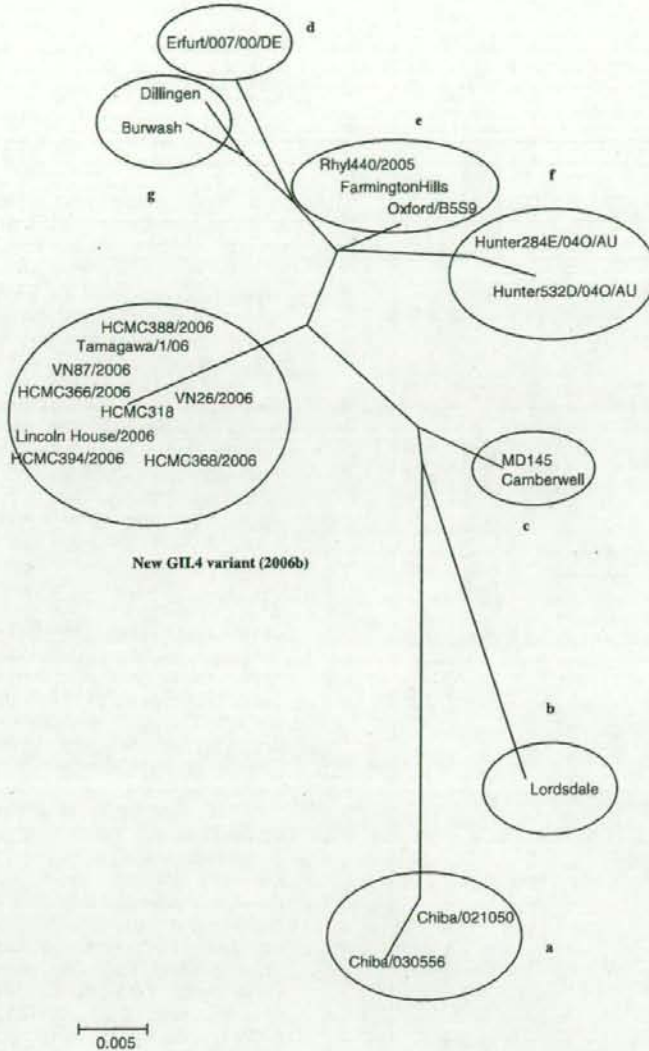 Erfurt/007/00/DE
d
Dillingen
Burwash
g
e
Rhyl440/2005
FarmingtonHills
Oxford/B5S9
f
Hunter284E/04O/AU
Hunter532D/04O/AU
HCMC388/2006
Tamagawa/1/06
VN87/2006
HCMC366/2006
VN26/2006
HCMC318
Lincoln House/2006
HCMC394/2006
HCMC368/2006
New GII.4 variant (2006b)
MD145
Camberwell
c
b
Lordsdale
Chiba/021050
Chiba/030556
a
0.005